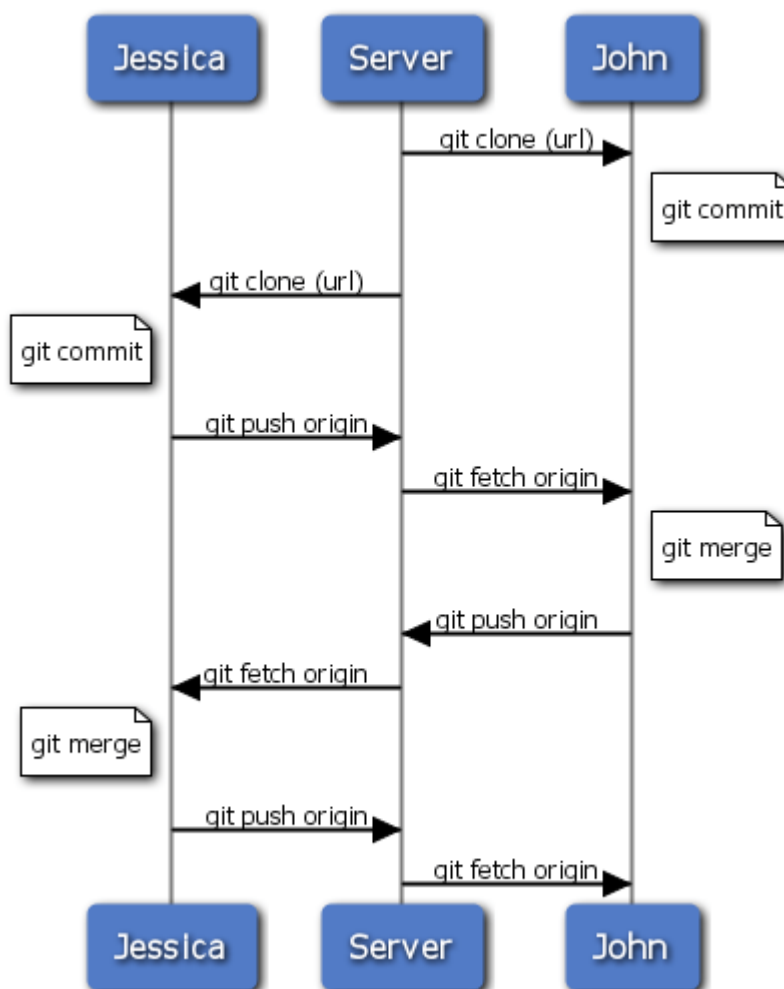 Jessica
Server
John
git clone (url)
git commit
git clone (url)
git commit
git push origin
git fetch origin
git merge
git push origin
git fetch origin
git merge
git push origin
git fetch origin
Jessica
Server
John